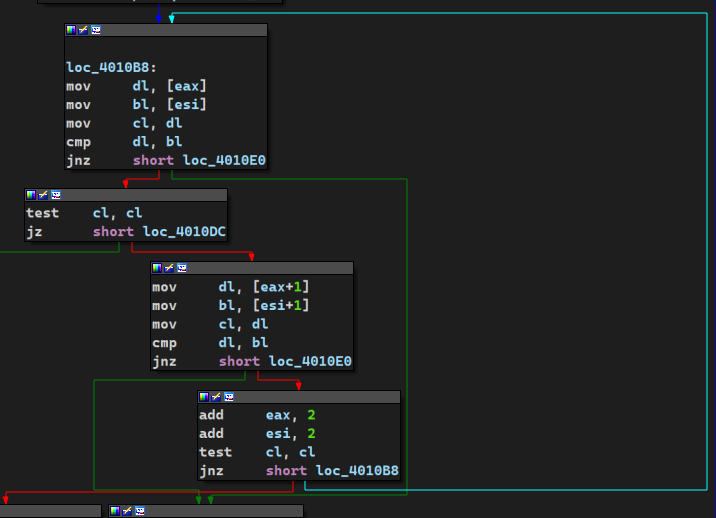 loc_4010B8:
mov dl, [eax]
mov bl, [esi]
mov cl, dl
cmp dl, bl
jnz short loc_4010E0
test cl, cl
jz short loc_4010DC
mov dl, [eax+1]
mov bl, [esi+1]
mov cl, dl
cmp dl, bl
jnz short loc_4010E0
add eax, 2
add esi, 2
test cl, cl
jnz short loc_4010B8